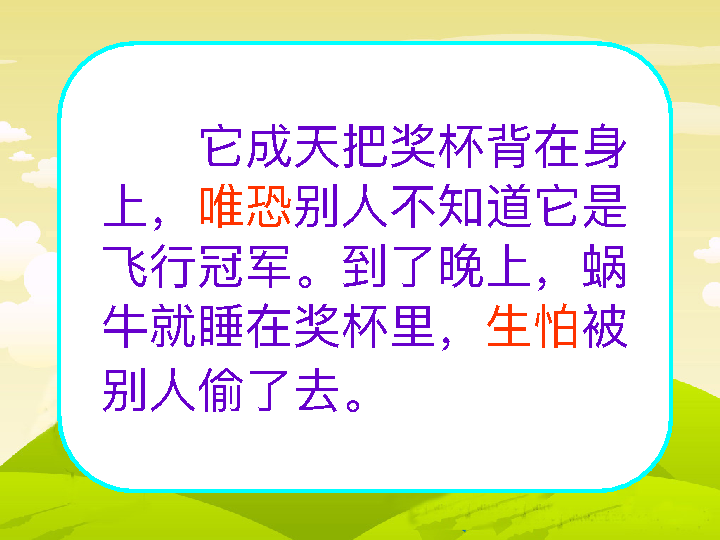 它成天把奖杯背在身
上，唯恐别人不知道它是
飞行冠军。到了晚上，蜗
牛就睡在奖杯里，生怕被
别人偷了去。